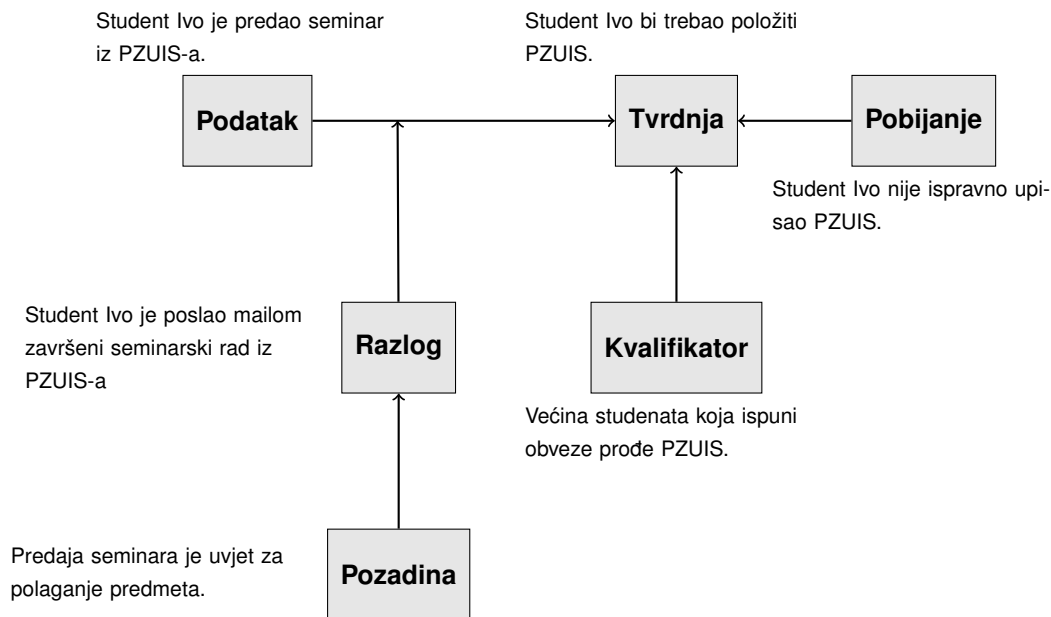 Student Ivo je predao seminar
iz PZUIS-a.
Student Ivo bi trebao položiti
PZUIS.
Podatak
Tvrdnja
Pobijanje
Student Ivo nije ispravno upi-
sao PZUIS.
Student Ivo je poslao mailom
završeni seminarski rad iz
PZUIS-a
Razlog
Kvalifikator
Većina studenata koja ispuni
obveze prođe PZUIS.
Predaja seminara je uvjet za
polaganje predmeta.
Pozadina